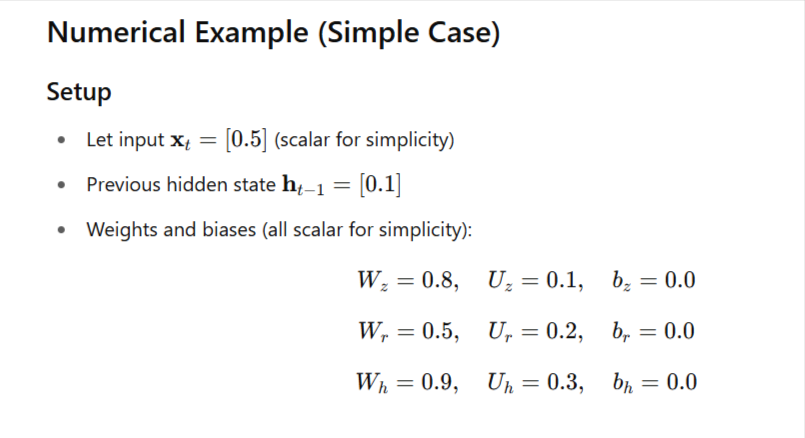 Numerical Example (Simple Case)
Setup
• Let input $\mathbf{x}_t = [0.5]$ (scalar for simplicity)
• Previous hidden state $\mathbf{h}_{t-1} = [0.1]$
• Weights and biases (all scalar for simplicity):
$W_z = 0.8, \quad U_z = 0.1, \quad b_z = 0.0$
$W_r = 0.5, \quad U_r = 0.2, \quad b_r = 0.0$
$W_h = 0.9, \quad U_h = 0.3, \quad b_h = 0.0$